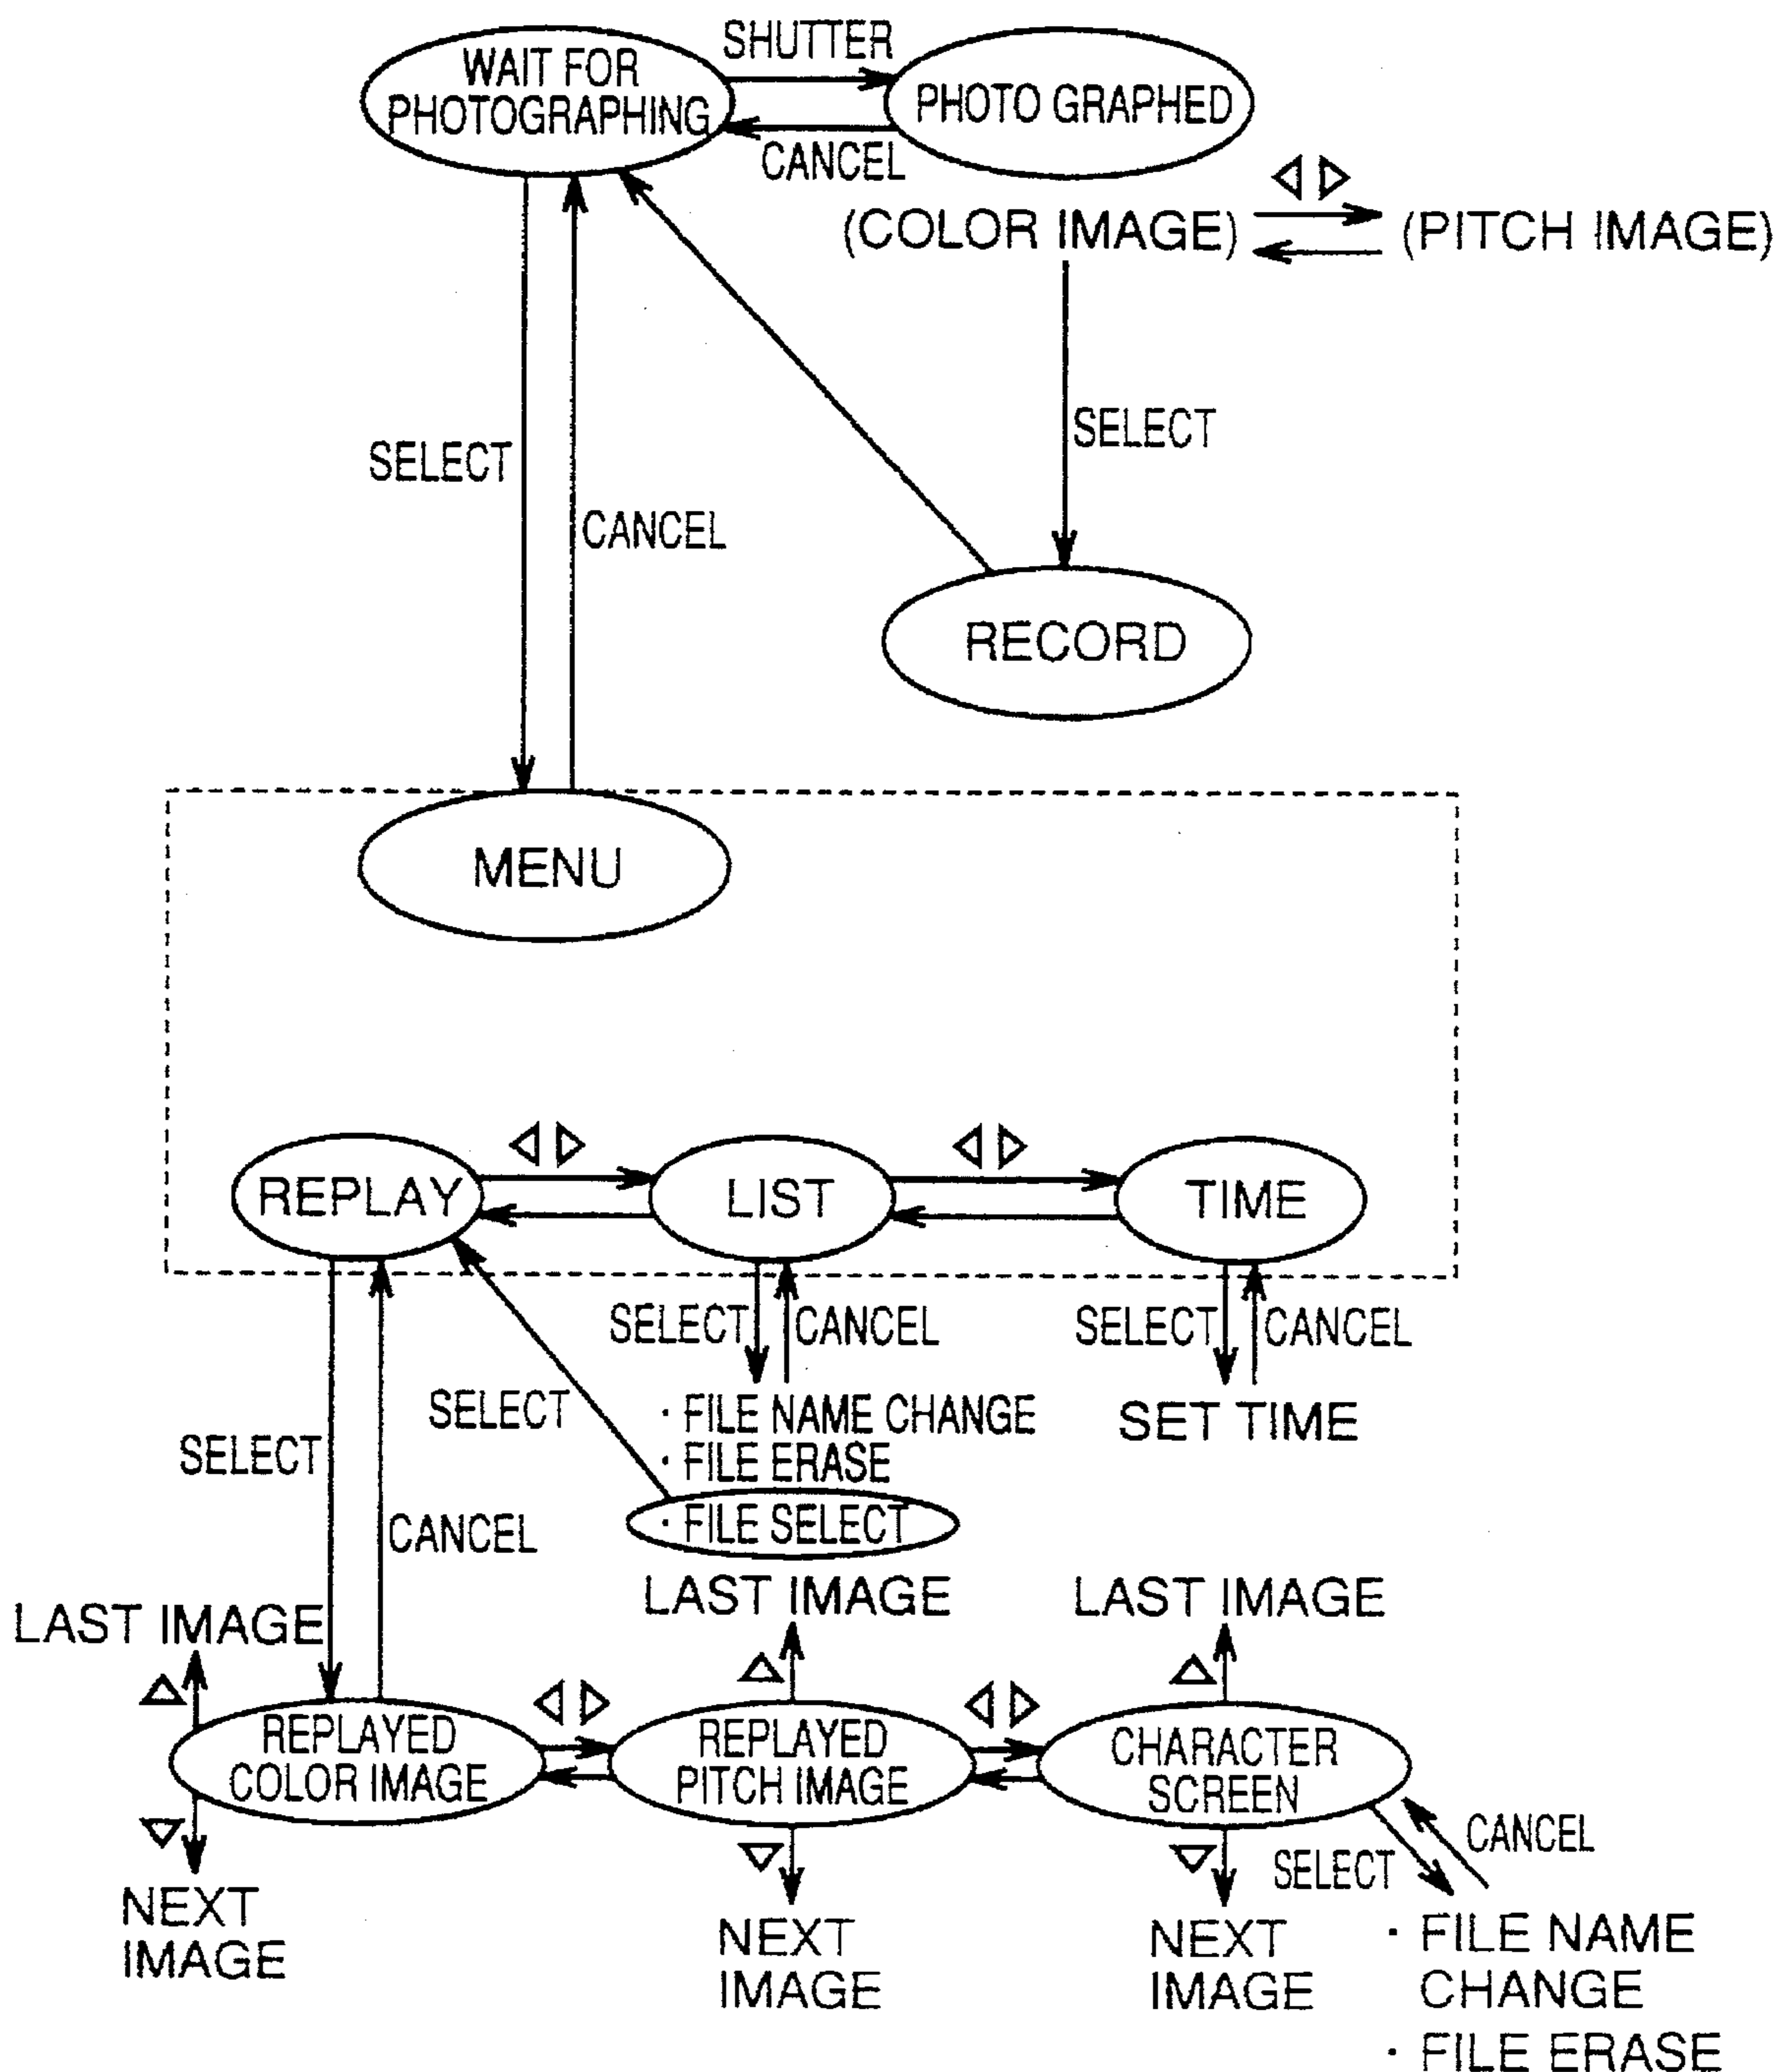 SHUTTER
WAIT FOR
PHOTOGRAPHING
PHOTO GRAPHED
CANCEL
◁ ▷
(COLOR IMAGE)
(PITCH IMAGE)
SELECT
SELECT
CANCEL
RECORD
MENU
◁ ▷
◁ ▷
REPLAY
LIST
TIME
SELECT
CANCEL
SELECT
CANCEL
SELECT
· FILE NAME CHANGE
SET TIME
SELECT
· FILE ERASE
CANCEL
· FILE SELECT
LAST IMAGE
LAST IMAGE
LAST IMAGE
△
△
△
◁ ▷
◁ ▷
REPLAYED
COLOR IMAGE
REPLAYED
PITCH IMAGE
CHARACTER
SCREEN
▽
▽
▽
CANCEL
SELECT
NEXT
IMAGE
NEXT
IMAGE
NEXT
IMAGE
· FILE NAME
CHANGE
· FILE ERASE